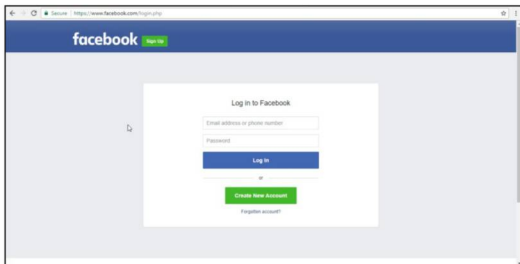 Secure | https://www.facebook.com/login.php
facebook Sign Up
Log in to Facebook
Email address or phone number
Password
Log In
or
Create New Account
Forgotten account?